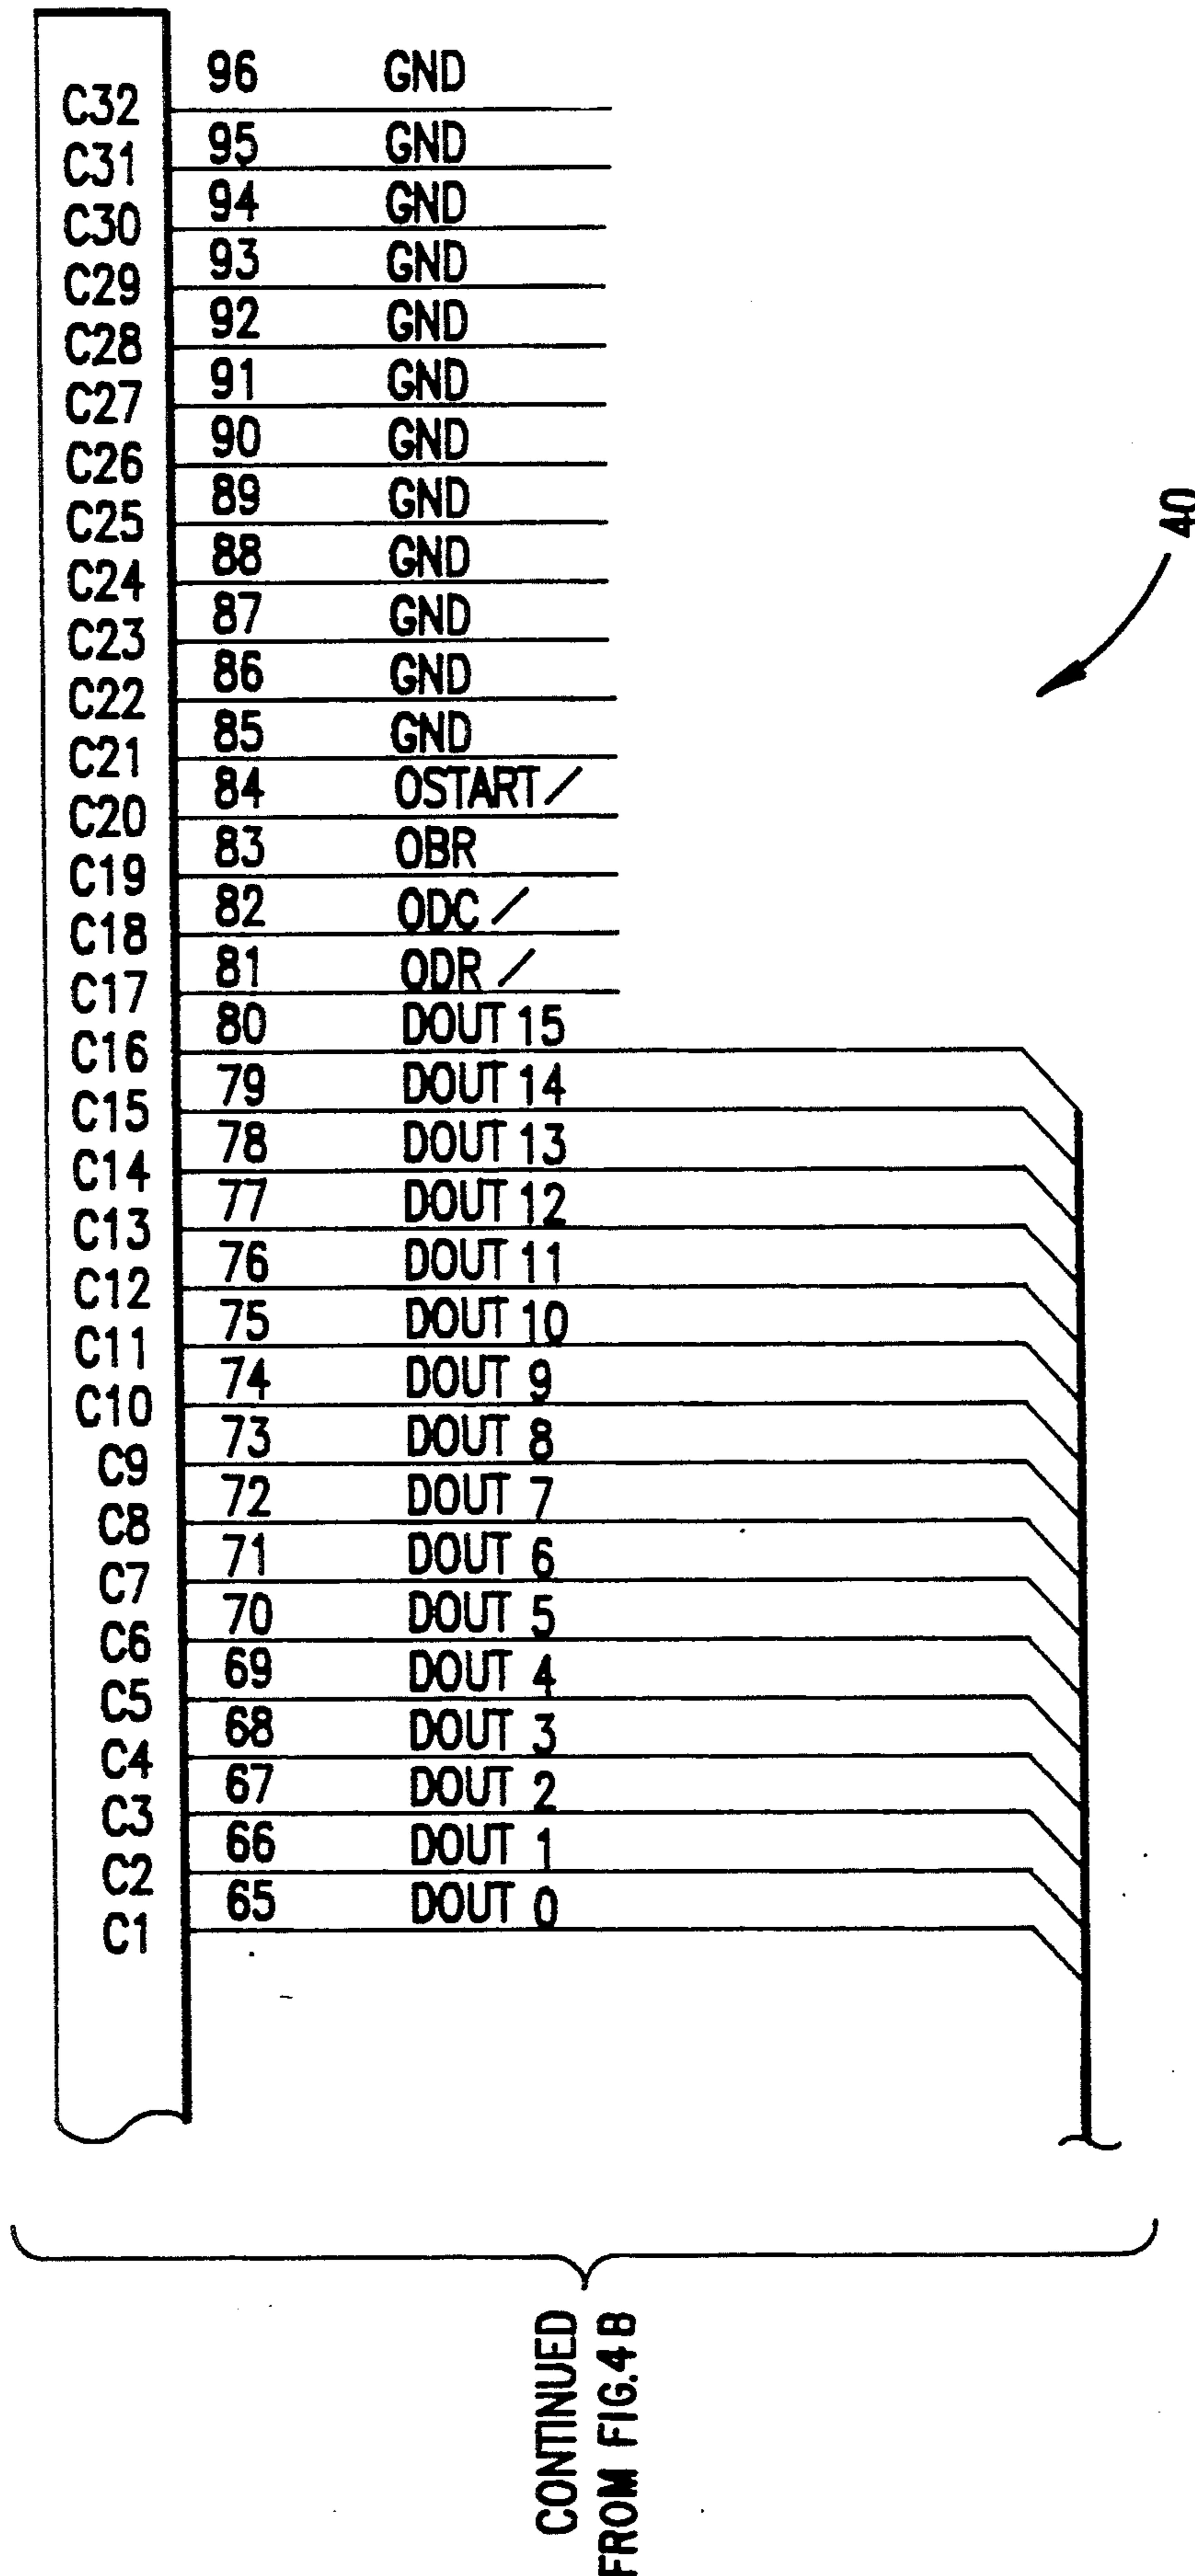 C32 96 GND
C31 95 GND
C30 94 GND
C29 93 GND
C28 92 GND
C27 91 GND
C26 90 GND
C25 89 GND
C24 88 GND
C23 87 GND
C22 86 GND
C21 85 GND
C20 84 OSTART/
C19 83 OBR
C18 82 ODC/
C17 81 ODR/
C16 80 DOUT 15
C15 79 DOUT 14
C14 78 DOUT 13
C13 77 DOUT 12
C12 76 DOUT 11
C11 75 DOUT 10
C10 74 DOUT 9
C9 73 DOUT 8
C8 72 DOUT 7
C7 71 DOUT 6
C6 70 DOUT 5
C5 69 DOUT 4
C4 68 DOUT 3
C3 67 DOUT 2
C2 66 DOUT 1
C1 65 DOUT 0
40
CONTINUED
FROM FIG.4B